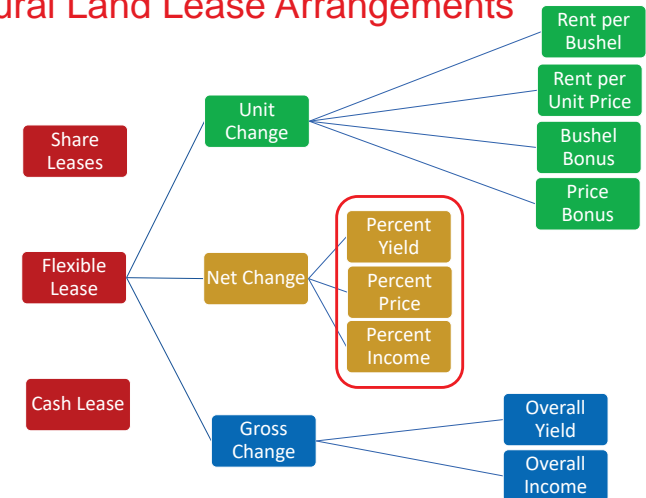 ural Land Lease Arrangements
Rent per
Bushel
Rent per
Unit Price
Bushel
Bonus
Price
Bonus
Unit
Change
Share
Leases
Flexible
Lease
Cash Lease
Net Change
Percent
Yield
Percent
Price
Percent
Income
Gross
Change
Overall
Yield
Overall
Income